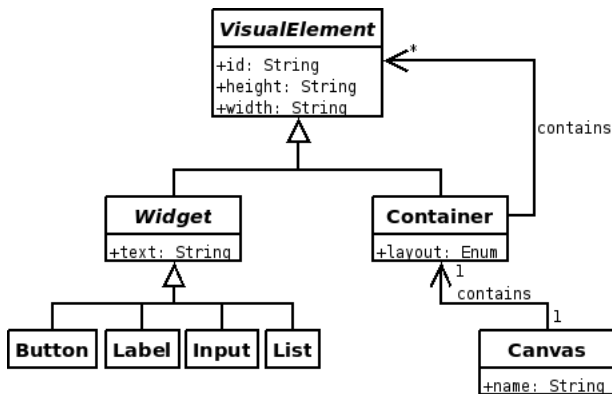 VisualElement
+id: String
+height: String
+width: String
*
contains
Widget
+text: String
Container
+layout: Enum
1
contains
1
Button
Label
Input
List
Canvas
+name: String